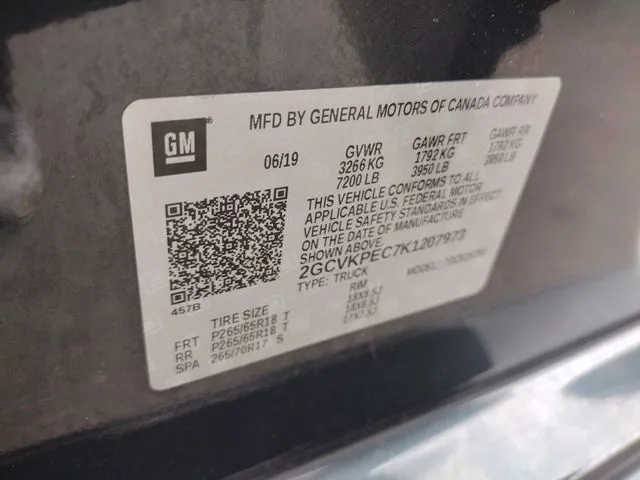 MFD BY GENERAL MOTORS OF CANADA COMPANY
GM
06/19
GVWR GAWR FRT GAWR RR
3266 KG 1792 KG 1792 KG
7200 LB 3950 LB 3950 LB
THIS VEHICLE CONFORMS TO ALL
APPLICABLE U.S. FEDERAL MOTOR
VEHICLE SAFETY STANDARDS IN EFFECT
ON THE DATE OF MANUFACTURE
SHOWN ABOVE
2GCVKPEC7K1207973
TYPE: TRUCK MODEL:
457B
TIRE SIZE RIM
FRT P265/65R18 T 18X8.5J
RR P265/65R18 T 18X8.5J
SPA 265/70R17 S 17X7.5J